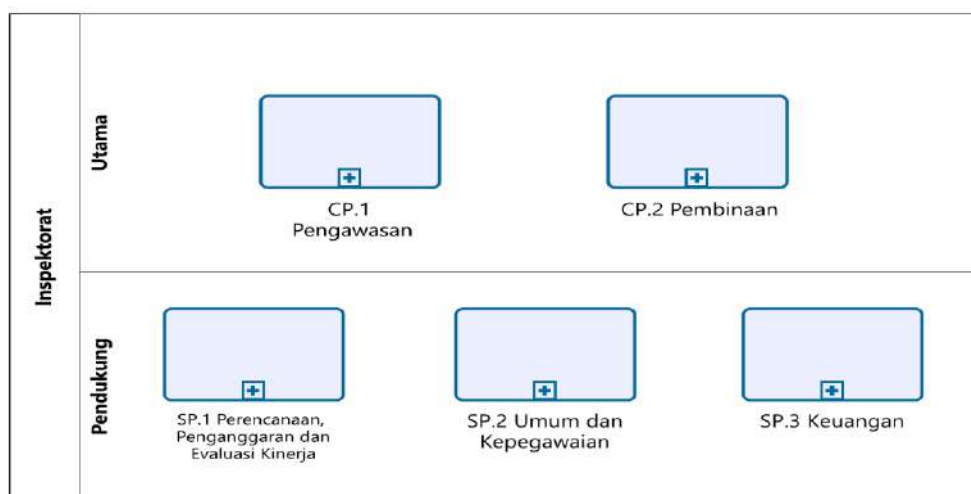 Inspektorat
Utama
CP.1
Pengawasan
CP.2 Pembinaan
Pendukung
SP.1 Perencanaan,
Penganggaran dan
Evaluasi Kinerja
SP.2 Umum dan
Kepegawaian
SP.3 Keuangan